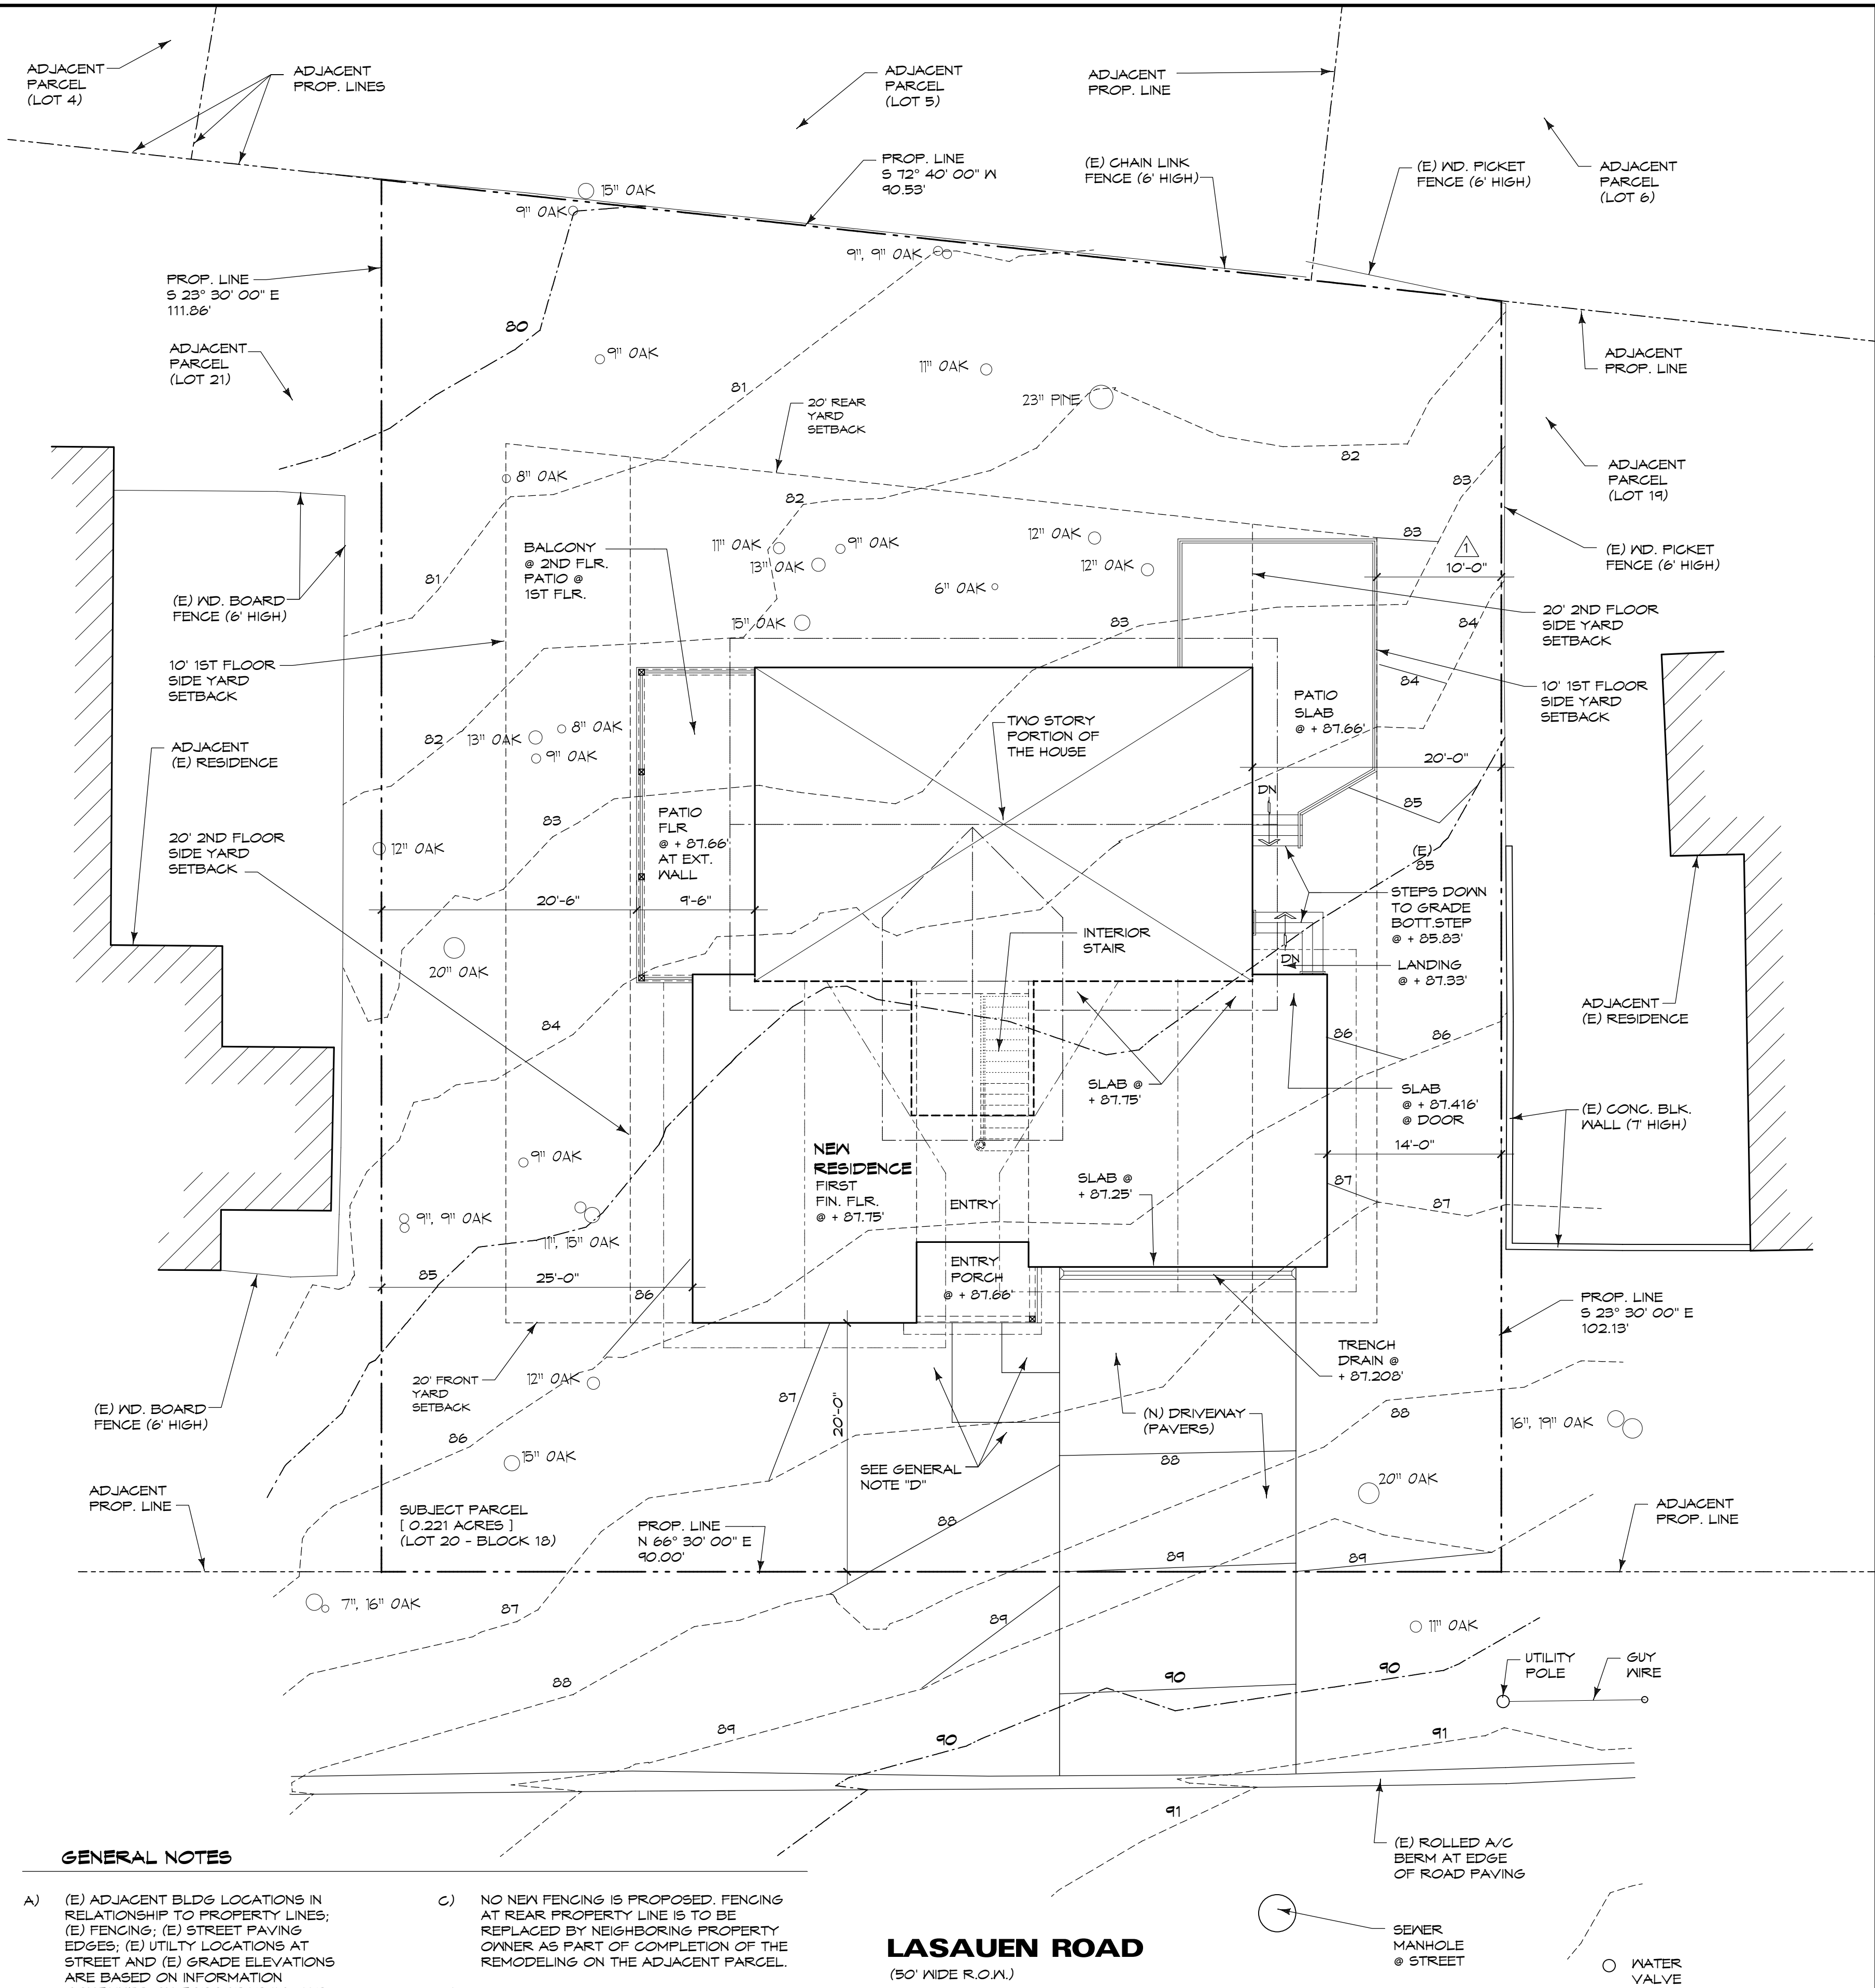 ADJACENT
PARCEL
(LOT 4)
ADJACENT
PROP. LINES
ADJACENT
PARCEL
(LOT 5)
ADJACENT
PROP. LINE
PROP. LINE
S 72° 40' 00" W
90.53'
(E) CHAIN LINK
FENCE (6' HIGH)
(E) WD. PICKET
FENCE (6' HIGH)
ADJACENT
PARCEL
(LOT 6)
15" OAK
9" OAK
9", 9" OAK
PROP. LINE
S 23° 30' 00" E
111.86'
80
ADJACENT
PARCEL
(LOT 21)
9" OAK
11" OAK
81
23" PINE
ADJACENT
PROP. LINE
20' REAR
YARD
SETBACK
82
ADJACENT
PARCEL
(LOT 19)
8" OAK
82
83
83
BALCONY
@ 2ND FLR.
PATIO @
1ST FLR.
11" OAK
9" OAK
13" OAK
12" OAK
12" OAK
1
10'-0"
(E) WD. PICKET
FENCE (6' HIGH)
81
6" OAK
(E) WD. BOARD
FENCE (6' HIGH)
15" OAK
83
84
20' 2ND FLOOR
SIDE YARD
SETBACK
10' 1ST FLOOR
SIDE YARD
SETBACK
84
10' 1ST FLOOR
SIDE YARD
SETBACK
PATIO
SLAB
@ + 87.66'
82
13" OAK
8" OAK
9" OAK
TWO STORY
PORTION OF
THE HOUSE
ADJACENT
(E) RESIDENCE
20'-0"
DN
85
83
PATIO
FLR
@ + 87.66'
AT EXT.
WALL
20' 2ND FLOOR
SIDE YARD
SETBACK
12" OAK
(E)
85
20'-6"
9'-6"
STEPS DOWN
TO GRADE
BOTT.STEP
@ + 85.83'
INTERIOR
STAIR
20" OAK
DN
LANDING
@ + 87.33'
84
ADJACENT
(E) RESIDENCE
86
86
SLAB @
+ 87.75'
SLAB
@ + 87.416'
@ DOOR
(E) CONC. BLK.
WALL (7' HIGH)
14'-0"
9" OAK
NEW
RESIDENCE
FIRST
FIN. FLR.
@ + 87.75'
SLAB @
+ 87.25'
87
87
ENTRY
9", 9" OAK
11", 15" OAK
85
25'-0"
86
ENTRY
PORCH
@ + 87.66'
PROP. LINE
S 23° 30' 00" E
102.13'
TRENCH
DRAIN @
+ 87.208'
20' FRONT
YARD
SETBACK
12" OAK
87
20'-0"
(E) WD. BOARD
FENCE (6' HIGH)
(N) DRIVEWAY
(PAVERS)
88
16", 19" OAK
86
15" OAK
SEE GENERAL
NOTE "D"
88
20" OAK
ADJACENT
PROP. LINE
SUBJECT PARCEL
[ 0.221 ACRES ]
(LOT 20 - BLOCK 18)
PROP. LINE
N 66° 30' 00" E
90.00'
88
ADJACENT
PROP. LINE
89
89
7", 16" OAK
87
89
11" OAK
88
90
90
UTILITY
POLE
GUY
WIRE
89
90
91
91
(E) ROLLED A/C
BERM AT EDGE
OF ROAD PAVING
GENERAL NOTES
A) (E) ADJACENT BLDG LOCATIONS IN
RELATIONSHIP TO PROPERTY LINES;
(E) FENCING; (E) STREET PAVING
EDGES; (E) UTILTY LOCATIONS AT
STREET AND (E) GRADE ELEVATIONS
ARE BASED ON INFORMATION
C) NO NEW FENCING IS PROPOSED. FENCING
AT REAR PROPERTY LINE IS TO BE
REPLACED BY NEIGHBORING PROPERTY
OWNER AS PART OF COMPLETION OF THE
REMODELING ON THE ADJACENT PARCEL.
LASAUEN ROAD
(50' WIDE R.O.W.)
SEWER
MANHOLE
@ STREET
WATER
VALVE